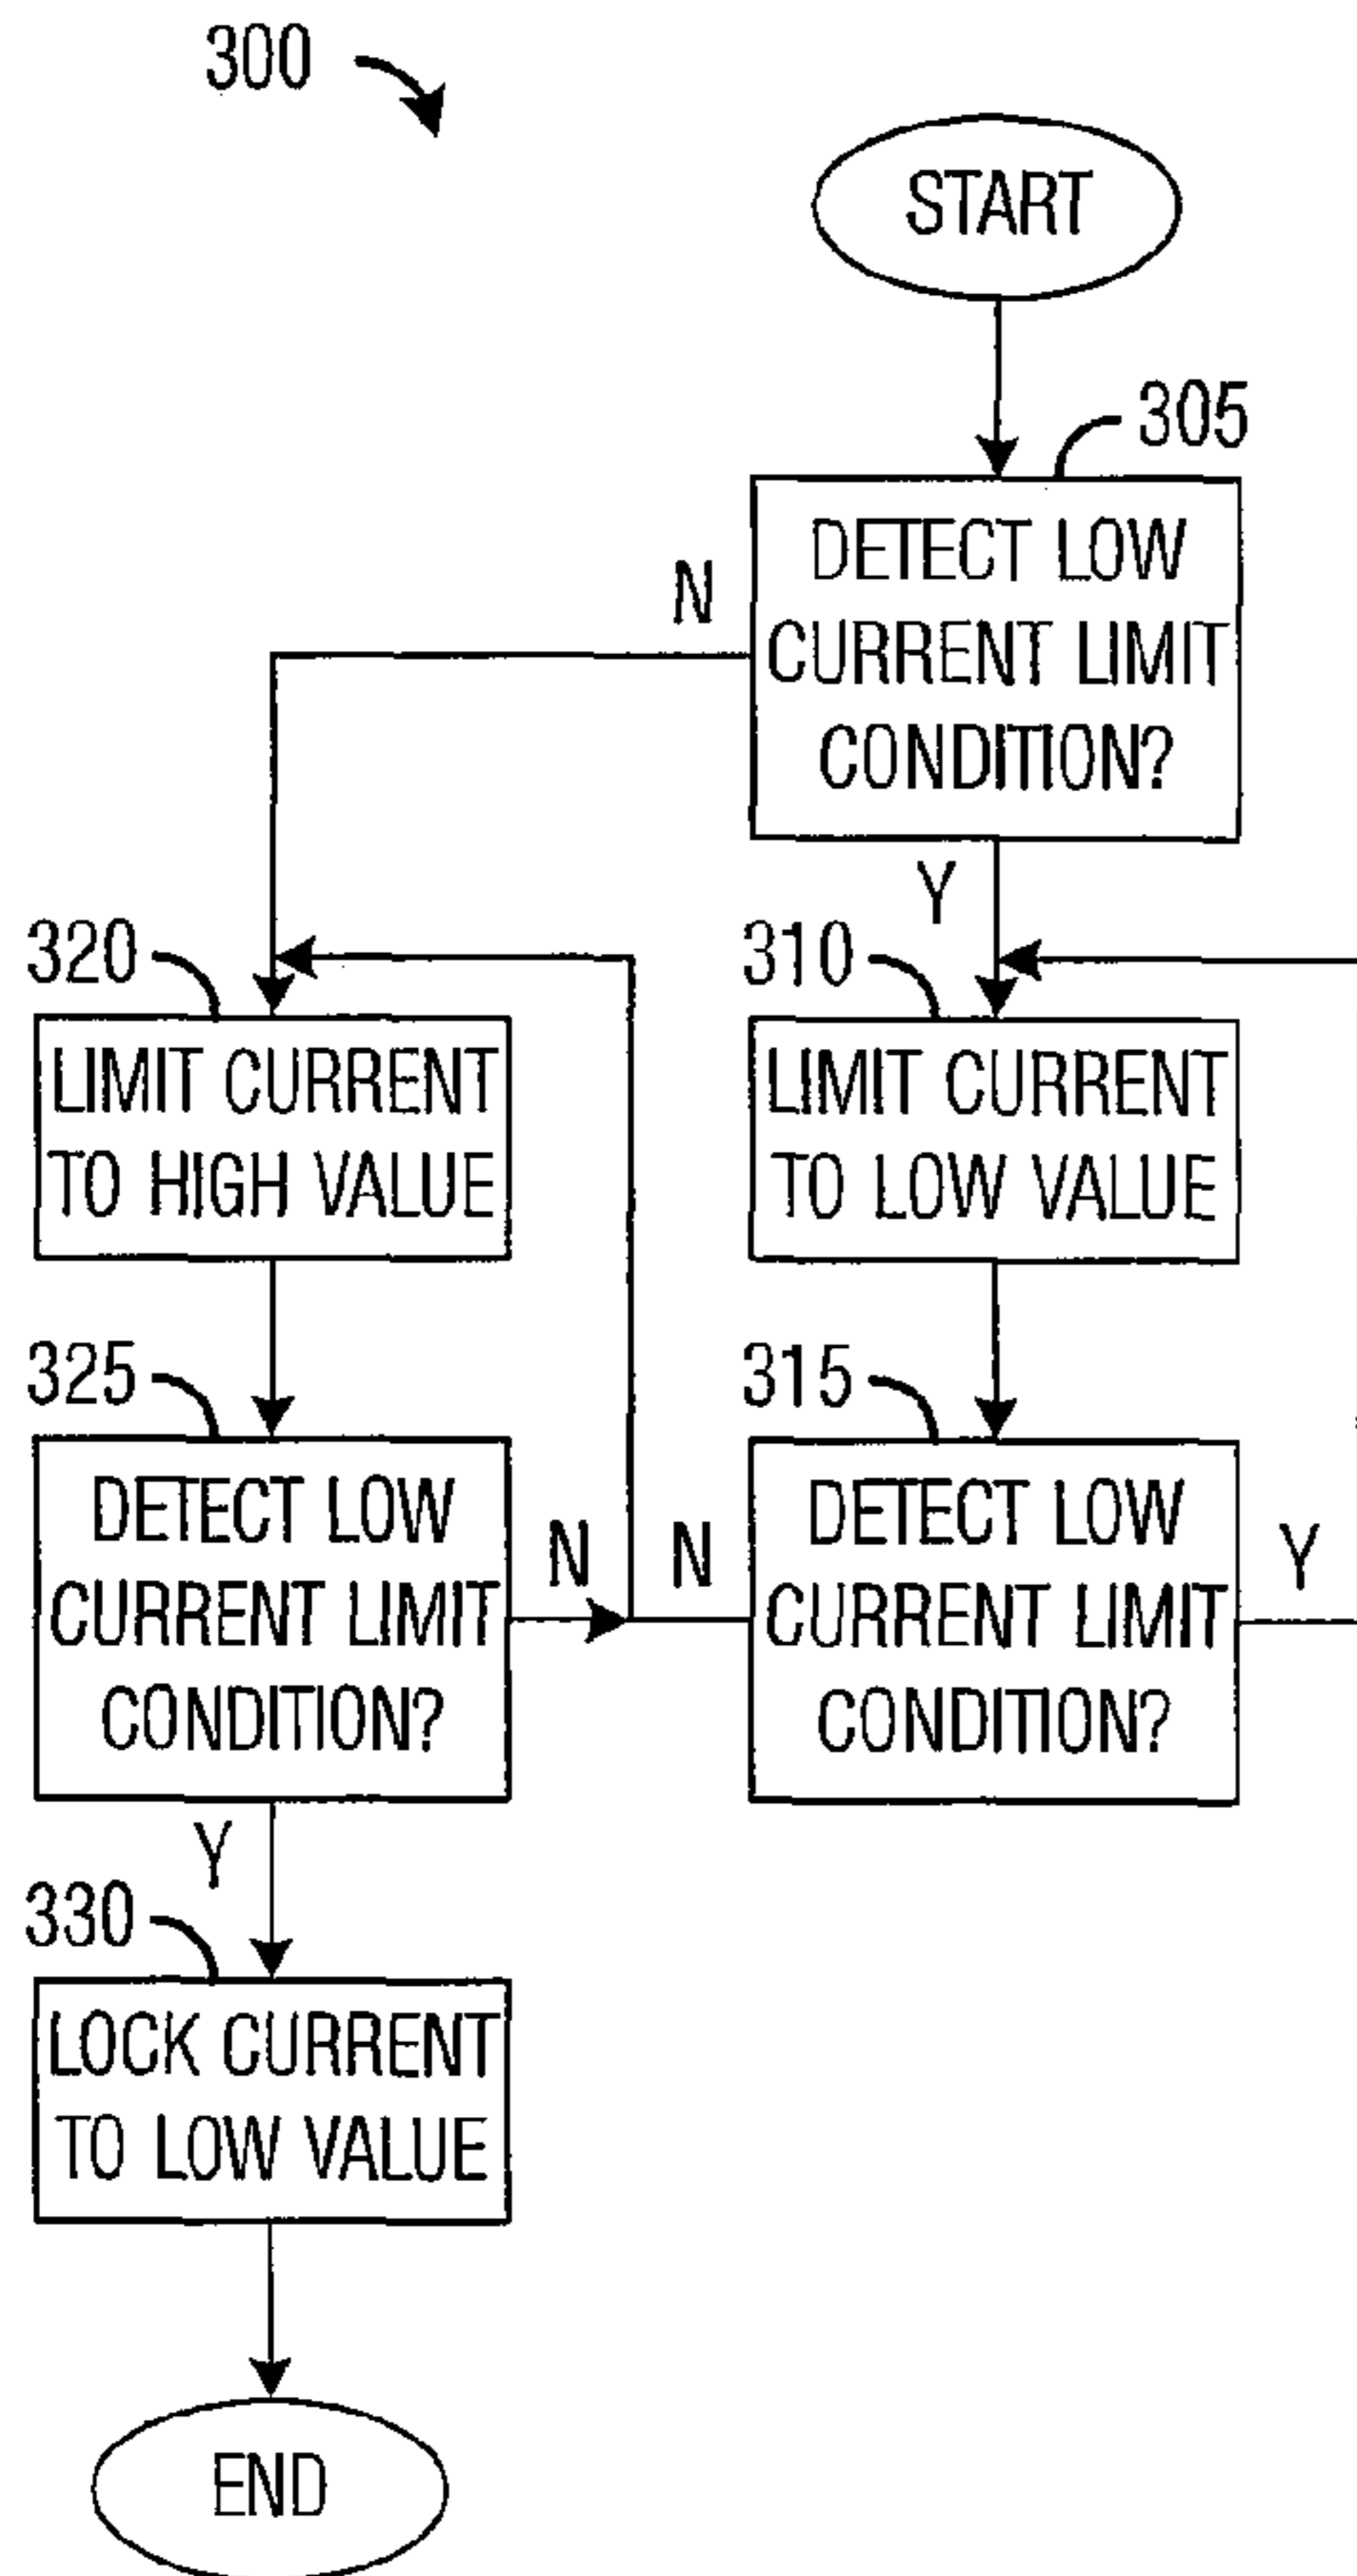 300
START
305
DETECT LOW
CURRENT LIMIT
CONDITION?
N
Y
320
LIMIT CURRENT
TO HIGH VALUE
310
LIMIT CURRENT
TO LOW VALUE
325
DETECT LOW
CURRENT LIMIT
CONDITION?
N
Y
315
DETECT LOW
CURRENT LIMIT
CONDITION?
N
Y
330
LOCK CURRENT
TO LOW VALUE
END